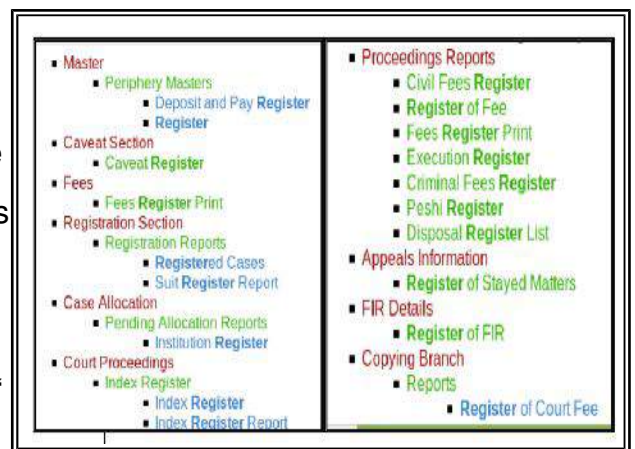 Master
Periphery Masters
Deposit and Pay Register
Register
Caveat Section
Caveat Register
Fees
Fees Register Print
Registration Section
Registration Reports
Registered Cases
Suit Register Report
Case Allocation
Pending Allocation Reports
Institution Register
Court Proceedings
Index Register
Index Register
Index Register Report
Proceedings Reports
Civil Fees Register
Register of Fee
Fees Register Print
Execution Register
Criminal Fees Register
Peshi Register
Disposal Register List
Appeals Information
Register of Stayed Matters
FIR Details
Register of FIR
Copying Branch
Reports
Register of Court Fee